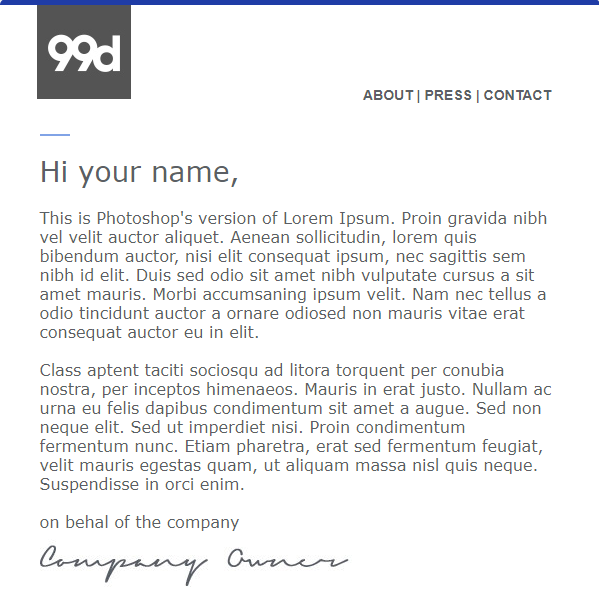 99d
ABOUT | PRESS | CONTACT
Hi your name,
This is Photoshop's version of Lorem Ipsum. Proin gravida nibh
vel velit auctor aliquet. Aenean sollicitudin, lorem quis
bibendum auctor, nisi elit consequat ipsum, nec sagittis sem
nibh id elit. Duis sed odio sit amet nibh vulputate cursus a sit
amet mauris. Morbi accumsaning ipsum velit. Nam nec tellus a
odio tincidunt auctor a ornare odiosed non mauris vitae erat
consequat auctor eu in elit.
Class aptent taciti sociosqu ad litora torquent per conubia
nostra, per inceptos himenaeos. Mauris in erat justo. Nullam ac
urna eu felis dapibus condimentum sit amet a augue. Sed non
neque elit. Sed ut imperdiet nisi. Proin condimentum
fermentum nunc. Etiam pharetra, erat sed fermentum feugiat,
velit mauris egestas quam, ut aliquam massa nisl quis neque.
Suspendisse in orci enim.
on behal of the company
Company Owner